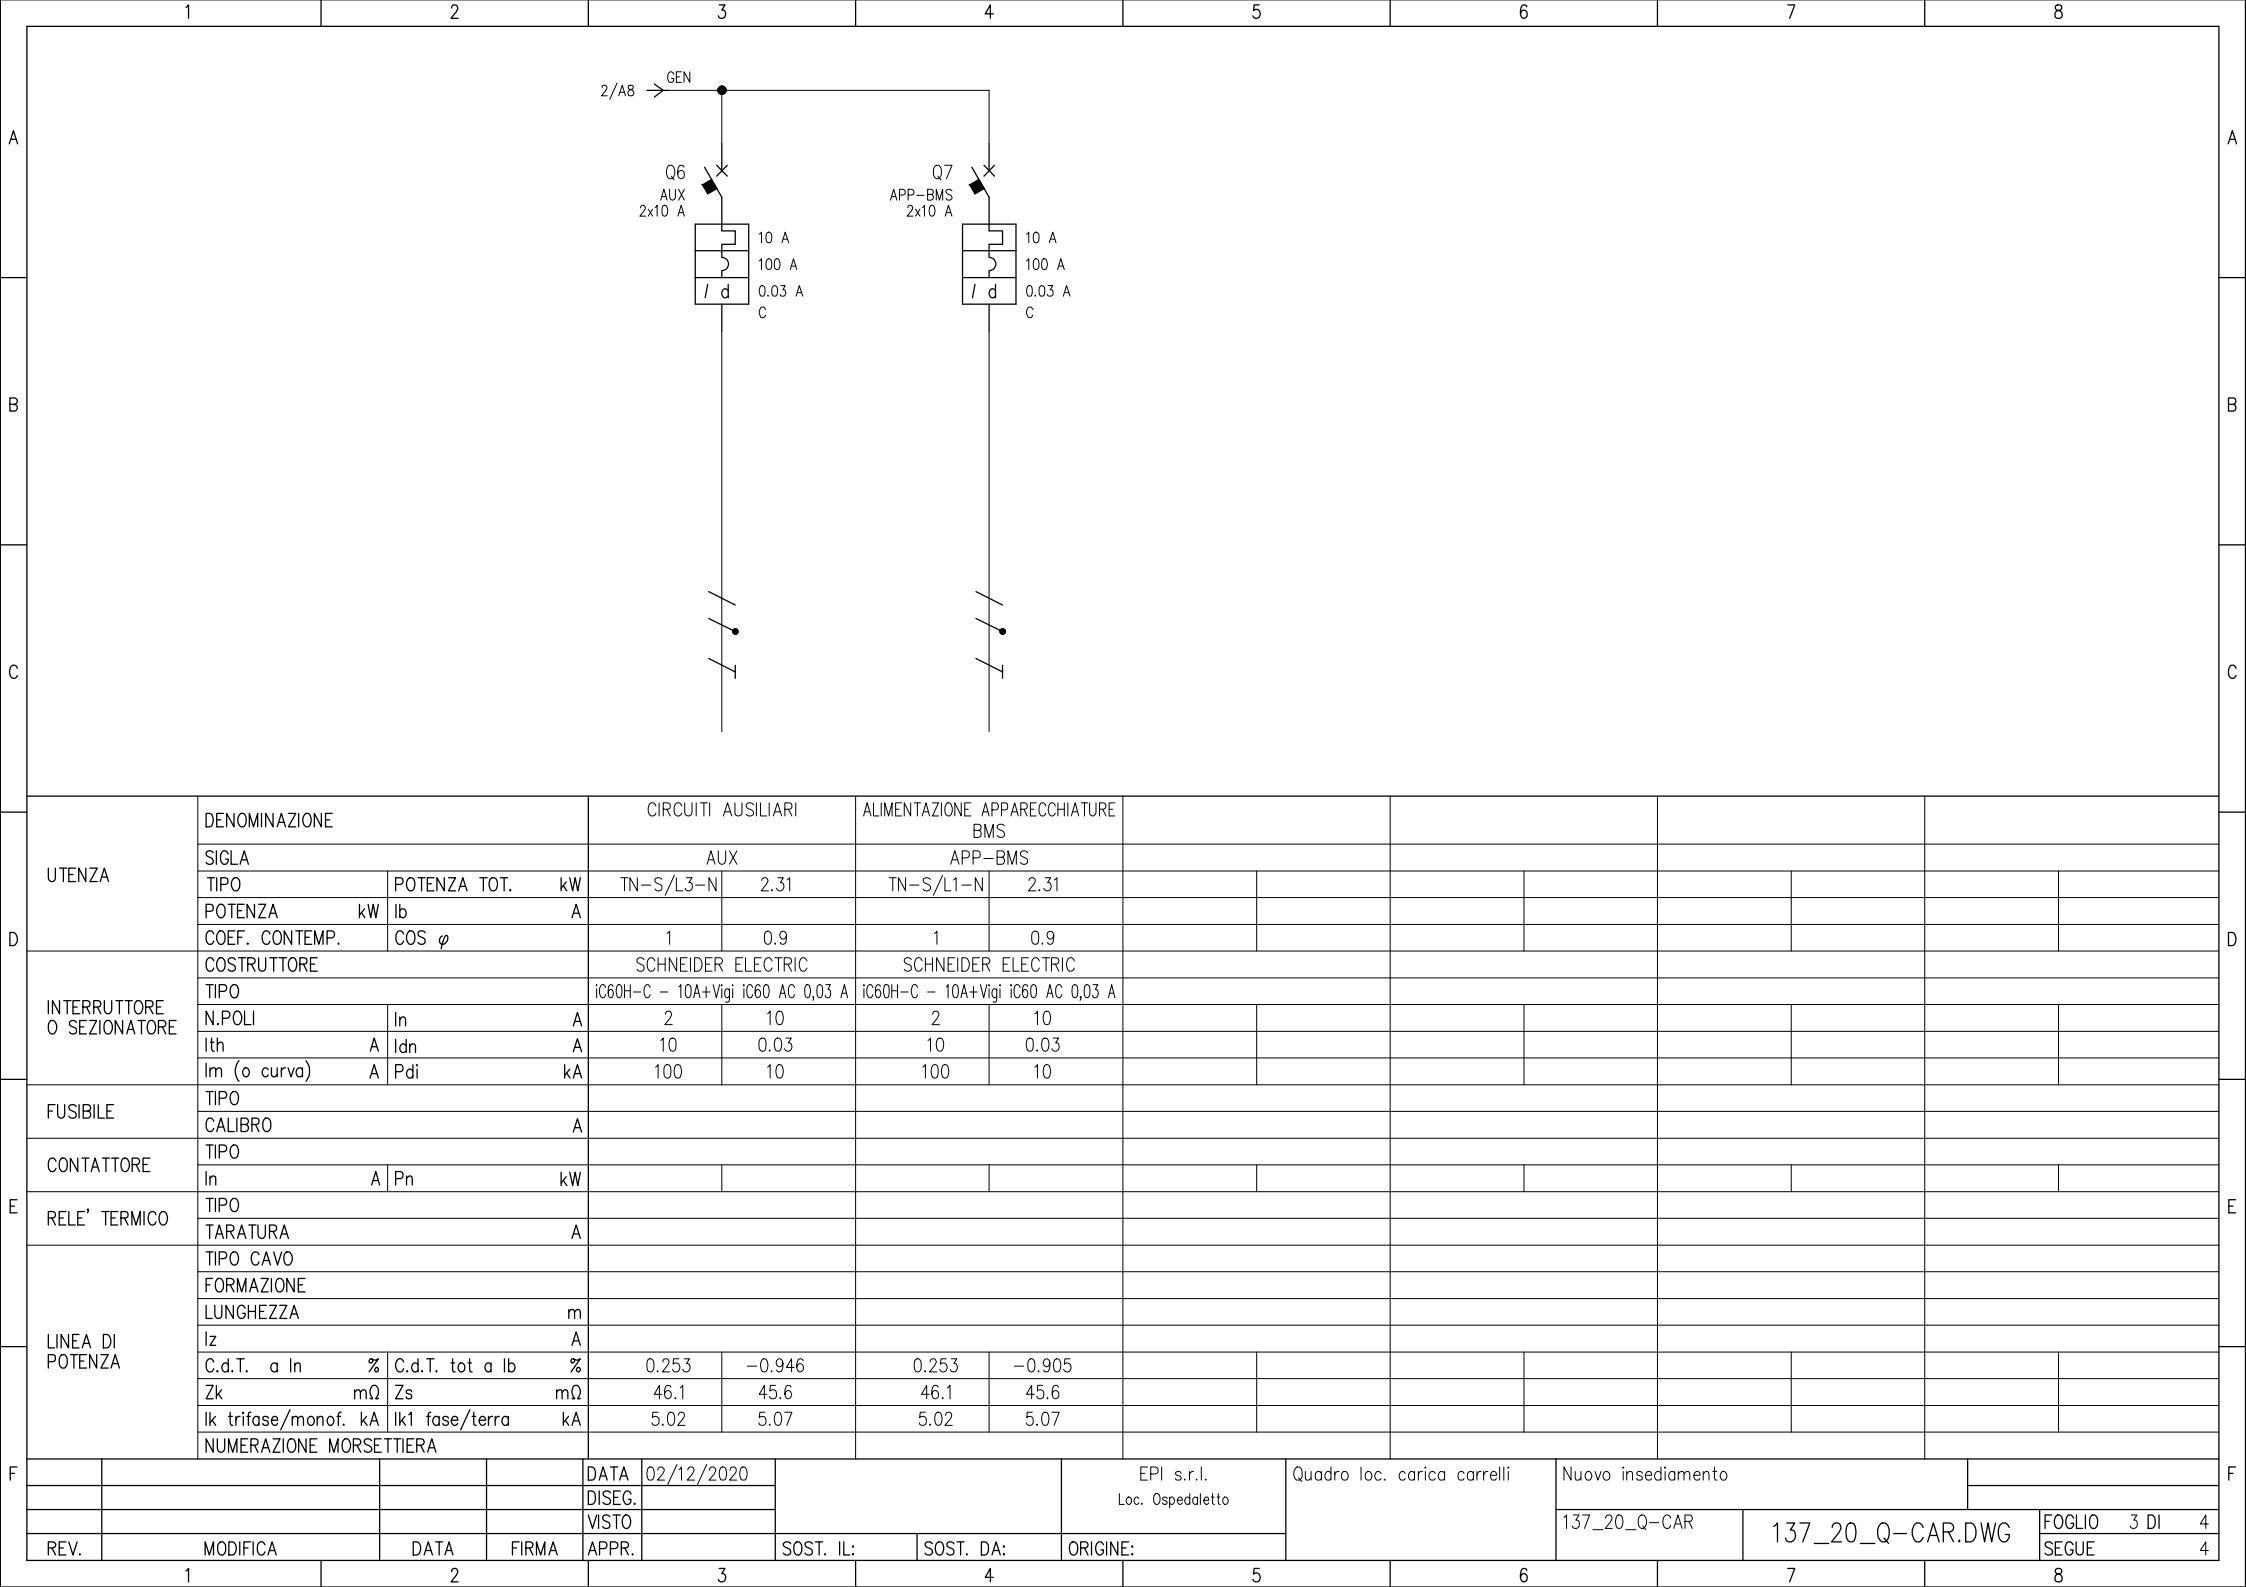 1 2 3 4 5 6 7 8
GEN
2/A8
A A
Q6 Q7
AUX APP-BMS
2x10 A 2x10 A
10 A 10 A
100 A 100 A
I d 0.03 A I d 0.03 A
C C
B B
C C
UTENZA
DENOMINAZIONE CIRCUITI AUSILIARI ALIMENTAZIONE APPARECCHIATURE
BMS
SIGLA AUX APP-BMS
TIPO POTENZA TOT. kW TN-S/L3-N 2.31 TN-S/L1-N 2.31
POTENZA kW Ib A
D D
COEF. CONTEMP. COS φ 1 0.9 1 0.9
INTERRUTTORE
O SEZIONATORE
COSTRUTTORE SCHNEIDER ELECTRIC SCHNEIDER ELECTRIC
TIPO iC60H-C - 10A+Vigi iC60 AC 0,03 A iC60H-C - 10A+Vigi iC60 AC 0,03 A
N.POLI In A 2 10 2 10
Ith A Idn A 10 0.03 10 0.03
Im (o curva) A Pdi kA 100 10 100 10
FUSIBILE
TIPO
CALIBRO A
CONTATTORE
TIPO
In A Pn kW
E E
RELE' TERMICO
TIPO
TARATURA A
LINEA DI
POTENZA
TIPO CAVO
FORMAZIONE
LUNGHEZZA m
Iz A
C.d.T. a In % C.d.T. tot a Ib % 0.253 -0.946 0.253 -0.905
Zk mΩ Zs mΩ 46.1 45.6 46.1 45.6
Ik trifase/monof. kA Ik1 fase/terra kA 5.02 5.07 5.02 5.07
NUMERAZIONE MORSETTIERA
F F
DATA 02/12/2020
DISEG.
VISTO
REV. MODIFICA DATA FIRMA APPR.
SOST. IL: SOST. DA: ORIGINE:
EPI s.r.l.
Loc. Ospedaletto
Quadro loc. carica carrelli
Nuovo insediamento
137_20_Q-CAR
137_20_Q-CAR.DWG
FOGLIO 3 DI 4
SEGUE 4
1 2 3 4 5 6 7 8